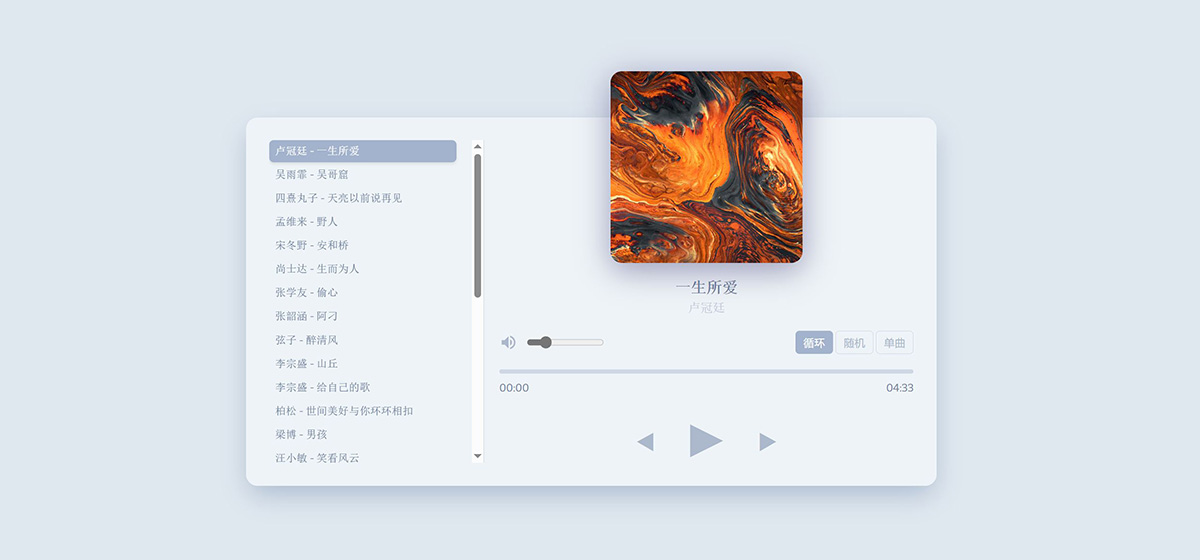 卢冠廷 - 一生所爱
吴雨霏 - 吴哥窟
四熹丸子 - 天亮以前说再见
孟维来 - 野人
宋冬野 - 安和桥
尚士达 - 生而为人
张学友 - 偷心
张韶涵 - 阿刁
弦子 - 醉清风
李宗盛 - 山丘
李宗盛 - 给自己的歌
柏松 - 世间美好与你环环相扣
梁博 - 男孩
汪小敏 - 笑看风云
一生所爱
卢冠廷
循环 随机 单曲
00:00 04:33